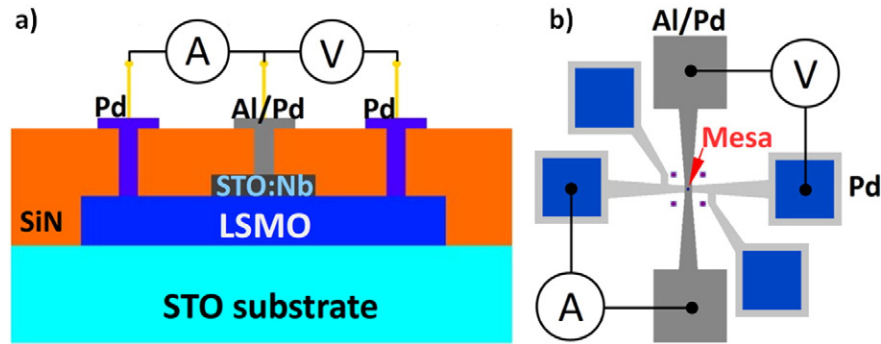 a)
A
V
Pd
Al/Pd
Pd
STO:Nb
SiN
LSMO
STO substrate
b)
Al/Pd
V
Mesa
Pd
A